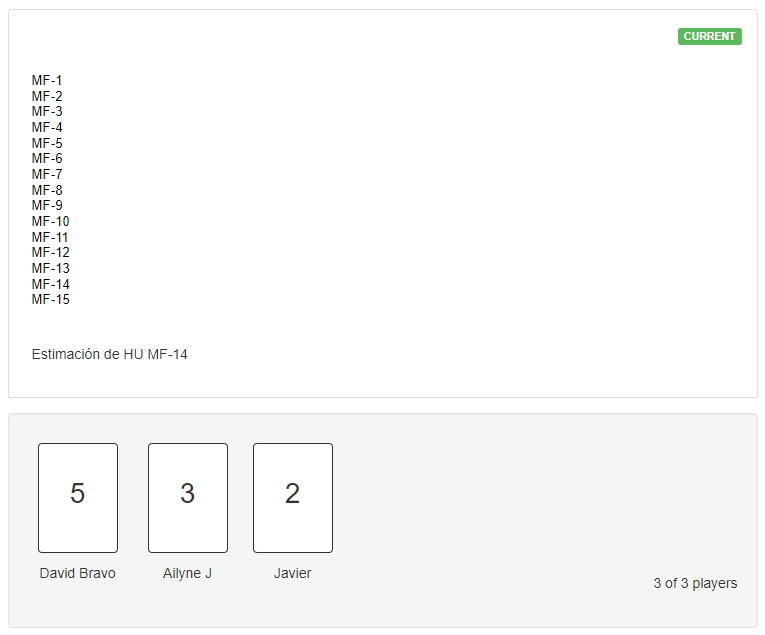 CURRENT
MF-1
MF-2
MF-3
MF-4
MF-5
MF-6
MF-7
MF-8
MF-9
MF-10
MF-11
MF-12
MF-13
MF-14
MF-15
Estimación de HU MF-14
5 3 2
David Bravo Ailyne J Javier
3 of 3 players